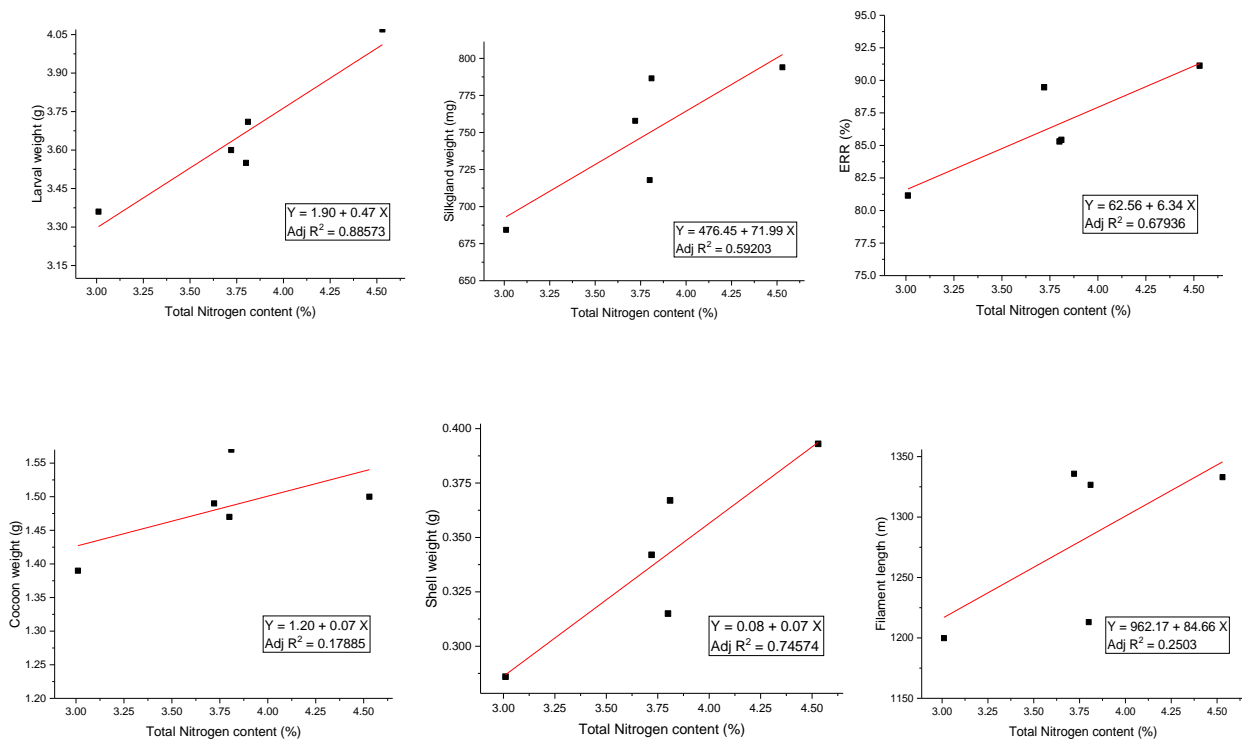 4.05
3.90
3.75
3.60
3.45
3.30
3.15
Larval weight (g)
Y = 1.90 + 0.47 X
Adj R² = 0.88573
3.00 3.25 3.50 3.75 4.00 4.25 4.50
Total Nitrogen content (%)
800
775
750
725
700
675
650
Silkgland weight (mg)
Y = 476.45 + 71.99 X
Adj R² = 0.59203
3.00 3.25 3.50 3.75 4.00 4.25 4.50
Total Nitrogen content (%)
95.0
92.5
90.0
87.5
85.0
82.5
80.0
77.5
75.0
ERR (%)
Y = 62.56 + 6.34 X
Adj R² = 0.67936
3.00 3.25 3.50 3.75 4.00 4.25 4.50
Total Nitrogen content (%)
1.55
1.50
1.45
1.40
1.35
1.30
1.25
1.20
Cocoon weight (g)
Y = 1.20 + 0.07 X
Adj R² = 0.17885
3.00 3.25 3.50 3.75 4.00 4.25 4.50
Total Nitrogen content (%)
0.400
0.375
0.350
0.325
0.300
Shell weight (g)
Y = 0.08 + 0.07 X
Adj R² = 0.74574
3.00 3.25 3.50 3.75 4.00 4.25 4.50
Total Nitrogen content (%)
1350
1300
1250
1200
1150
Filament length (m)
Y = 962.17 + 84.66 X
Adj R² = 0.2503
3.00 3.25 3.50 3.75 4.00 4.25 4.50
Total Nitrogen content (%)